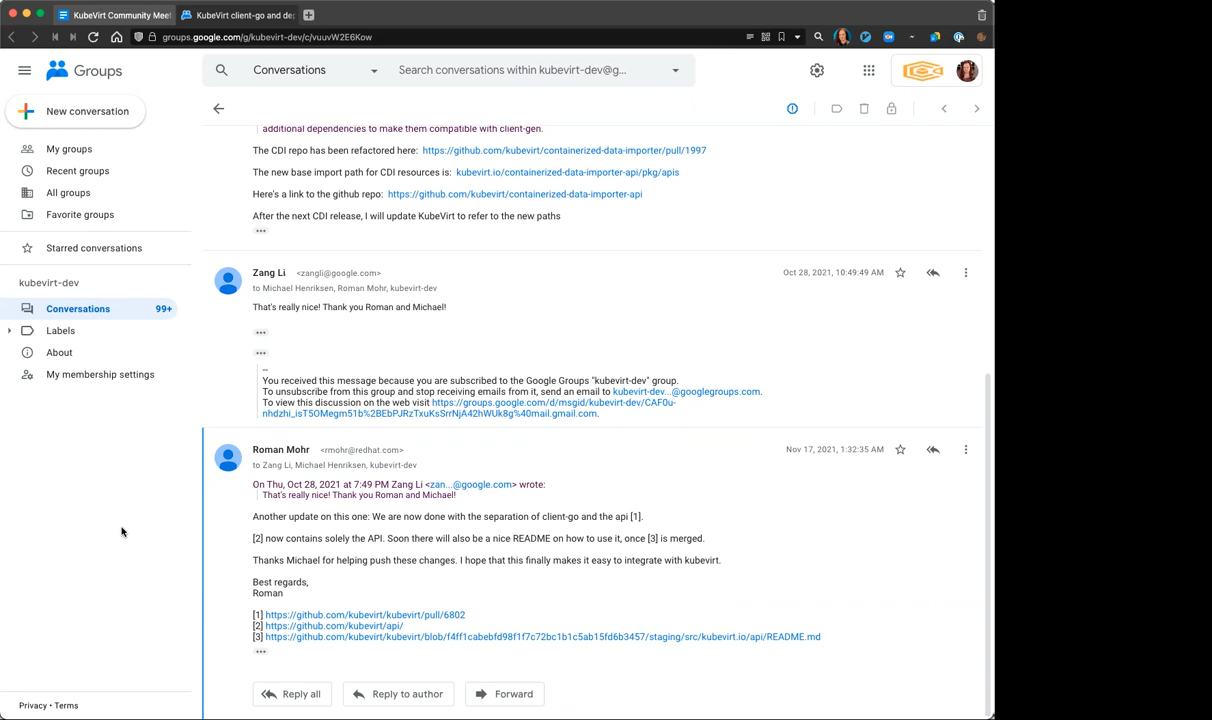 KubeVirt Community Meet
KubeVirt client-go and de
groups.google.com/g/kubevirt-dev/c/vuuvW2E6Kow
Groups
Conversations
Search conversations within kubevirt-dev@g...
New conversation
My groups
Recent groups
All groups
Favorite groups
Starred conversations
kubevirt-dev
Conversations 99+
Labels
About
My membership settings
Privacy • Terms
additional dependencies to make them compatible with client-gen.
The CDI repo has been refactored here: https://github.com/kubevirt/containerized-data-importer/pull/1997
The new base import path for CDI resources is: kubevirt.io/containerized-data-importer-api/pkg/apis
Here's a link to the github repo: https://github.com/kubevirt/containerized-data-importer-api
After the next CDI release, I will update KubeVirt to refer to the new paths
Zang Li <zangli@google.com> Oct 28, 2021, 10:49:49 AM
to Michael Henriksen, Roman Mohr, kubevirt-dev
That's really nice! Thank you Roman and Michael!
--
You received this message because you are subscribed to the Google Groups "kubevirt-dev" group.
To unsubscribe from this group and stop receiving emails from it, send an email to kubevirt-dev...@googlegroups.com.
To view this discussion on the web visit https://groups.google.com/d/msgid/kubevirt-dev/CAF0u-
nhdzhi_isT5OMegm51b%2BEbPJRzTxuKsSrrNjA42hWUk8g%40mail.gmail.com.
Roman Mohr <rmohr@redhat.com> Nov 17, 2021, 1:32:35 AM
to Zang Li, Michael Henriksen, kubevirt-dev
On Thu, Oct 28, 2021 at 7:49 PM Zang Li <zan...@google.com> wrote:
That's really nice! Thank you Roman and Michael!
Another update on this one: We are now done with the separation of client-go and the api [1].
[2] now contains solely the API. Soon there will also be a nice README on how to use it, once [3] is merged.
Thanks Michael for helping push these changes. I hope that this finally makes it easy to integrate with kubevirt.
Best regards,
Roman
[1] https://github.com/kubevirt/kubevirt/pull/6802
[2] https://github.com/kubevirt/api/
[3] https://github.com/kubevirt/kubevirt/blob/f4ff1cabebfd98f1f7c72bc1b1c5ab15fd6b3457/staging/src/kubevirt.io/api/README.md
Reply all
Reply to author
Forward